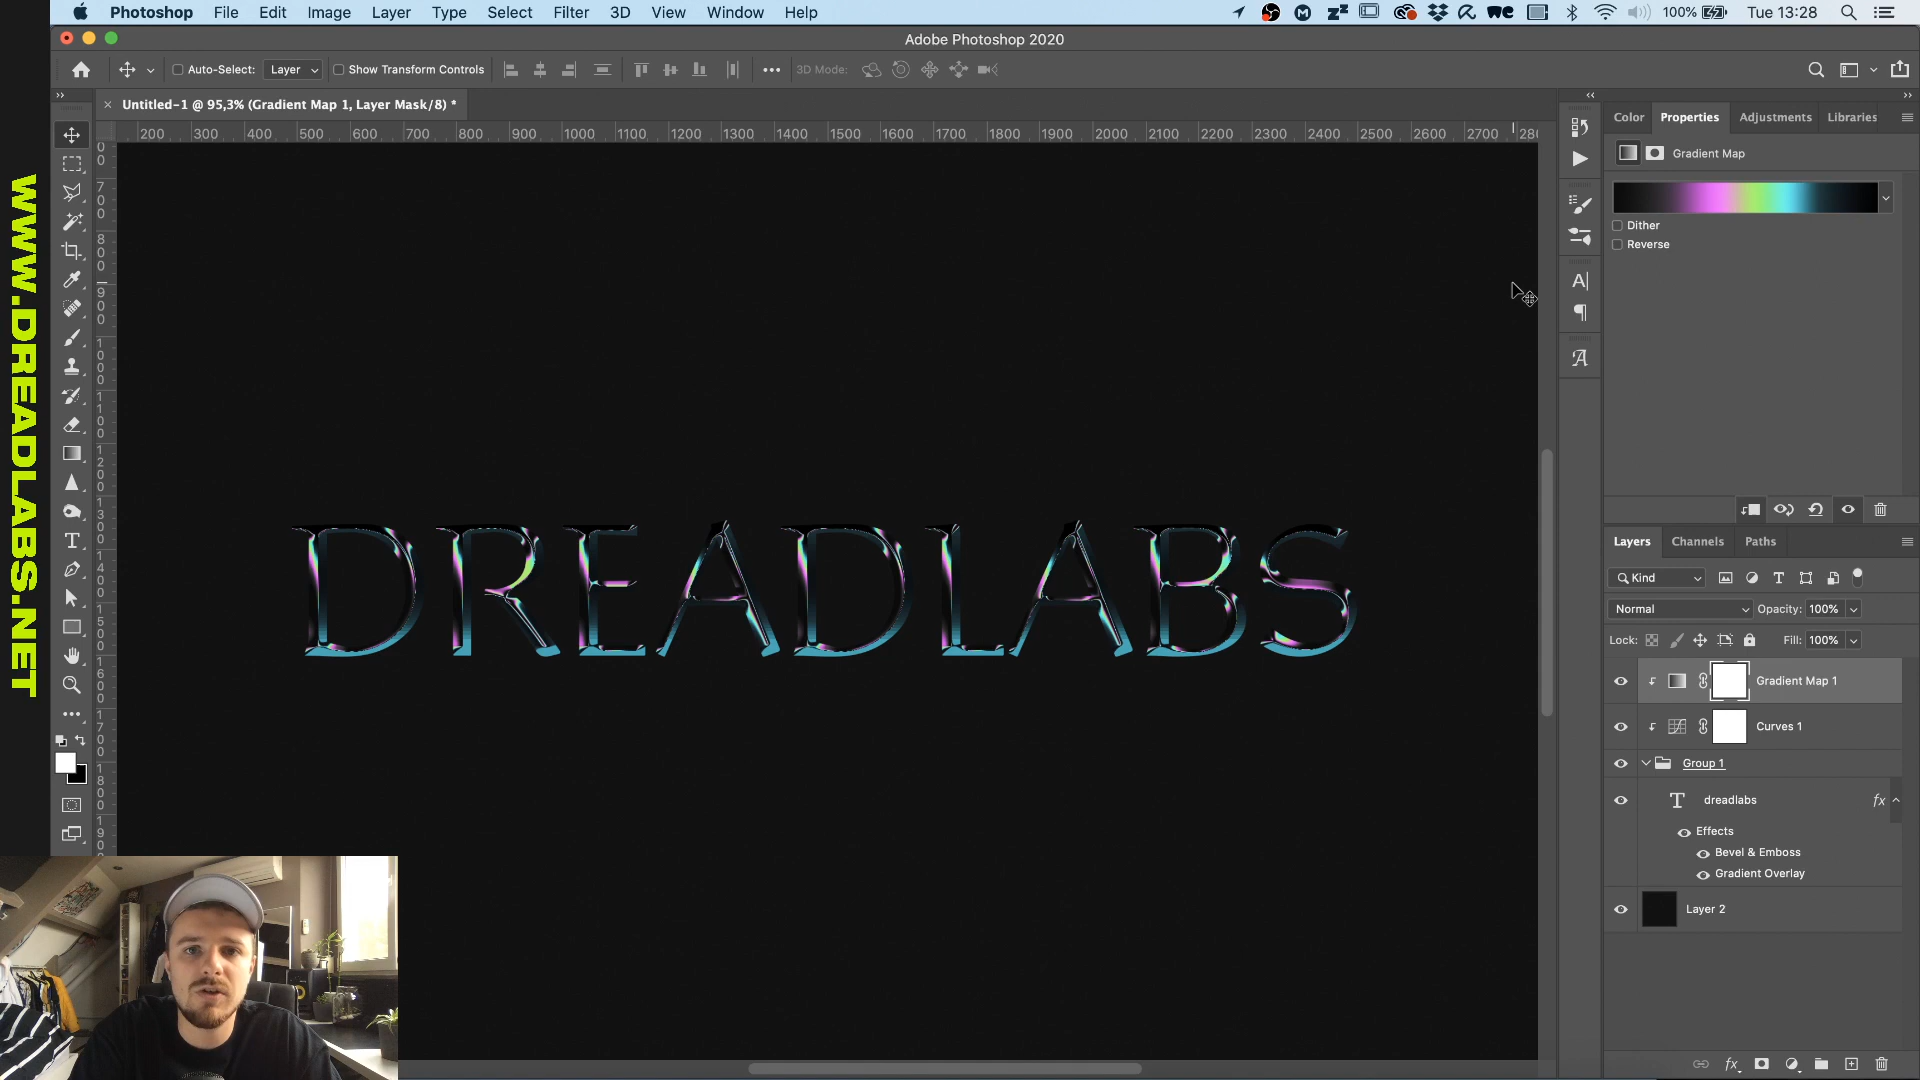 Photoshop File Edit Image Layer Type Select Filter 3D View Window Help
100% Tue 13:28
Adobe Photoshop 2020
Auto-Select: Layer Show Transform Controls 3D Mode:
Untitled-1 @ 95,3% (Gradient Map 1, Layer Mask/8) *
200 300 400 500 600 700 800 900 1000 1100 1200 1300 1400 1500 1600 1700 1800 1900 2000 2100 2200 2300 2400 2500 2600 2700 280
Color Properties Adjustments Libraries
Gradient Map
Dither
Reverse
WWW.DREADLABS.NET
DREADLABS
Layers Channels Paths
Kind
Normal Opacity: 100%
Lock: Fill: 100%
Gradient Map 1
Curves 1
Group 1
dreadlabs fx
Effects
Bevel & Emboss
Gradient Overlay
Layer 2
fx